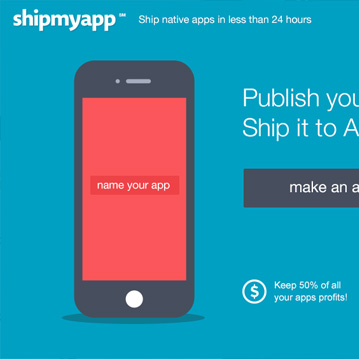 shipmyapp℠ Ship native apps in less than 24 hours
Publish you
Ship it to A
name your app
make an a
Keep 50% of all
your apps profits!